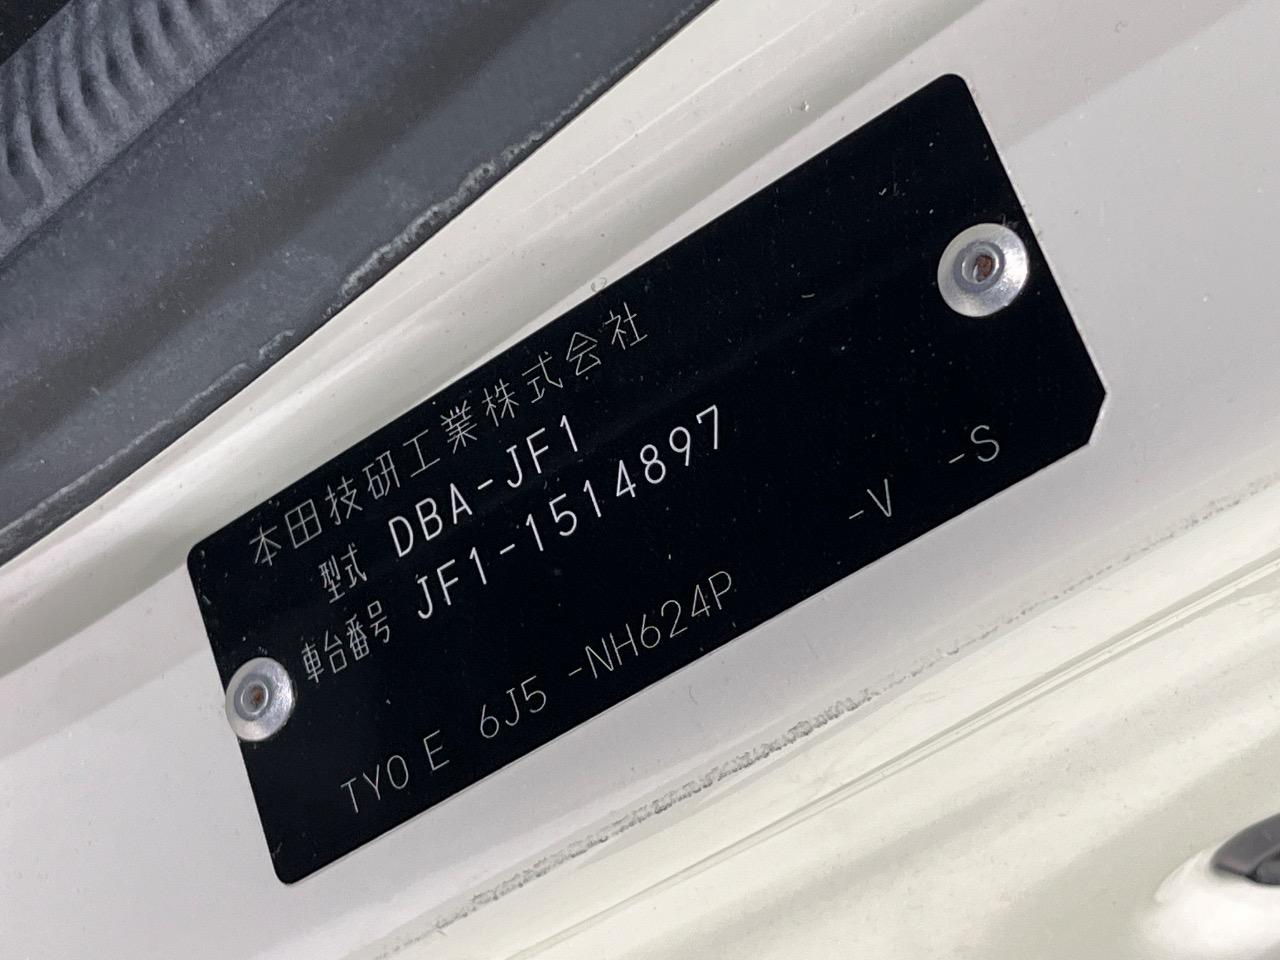 本田技研工業株式会社
型式 DBA-JF1
車台番号 JF1-1514897
TY0 E 6J5 -NH624P -V -S